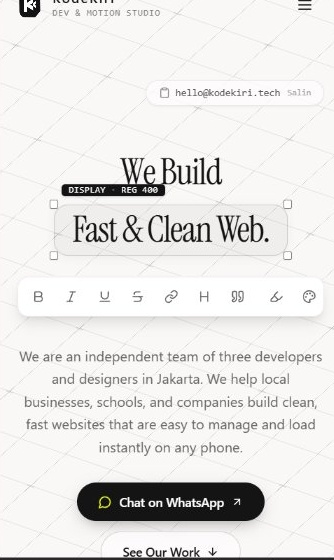 Kodekiri
DEV & MOTION STUDIO
hello@kodekiri.tech Salin
We Build
DISPLAY · REG 400
Fast & Clean Web.
B I U S H
We are an independent team of three developers
and designers in Jakarta. We help local
businesses, schools, and companies build clean,
fast websites that are easy to manage and load
instantly on any phone.
Chat on WhatsApp ↗
See Our Work ↓